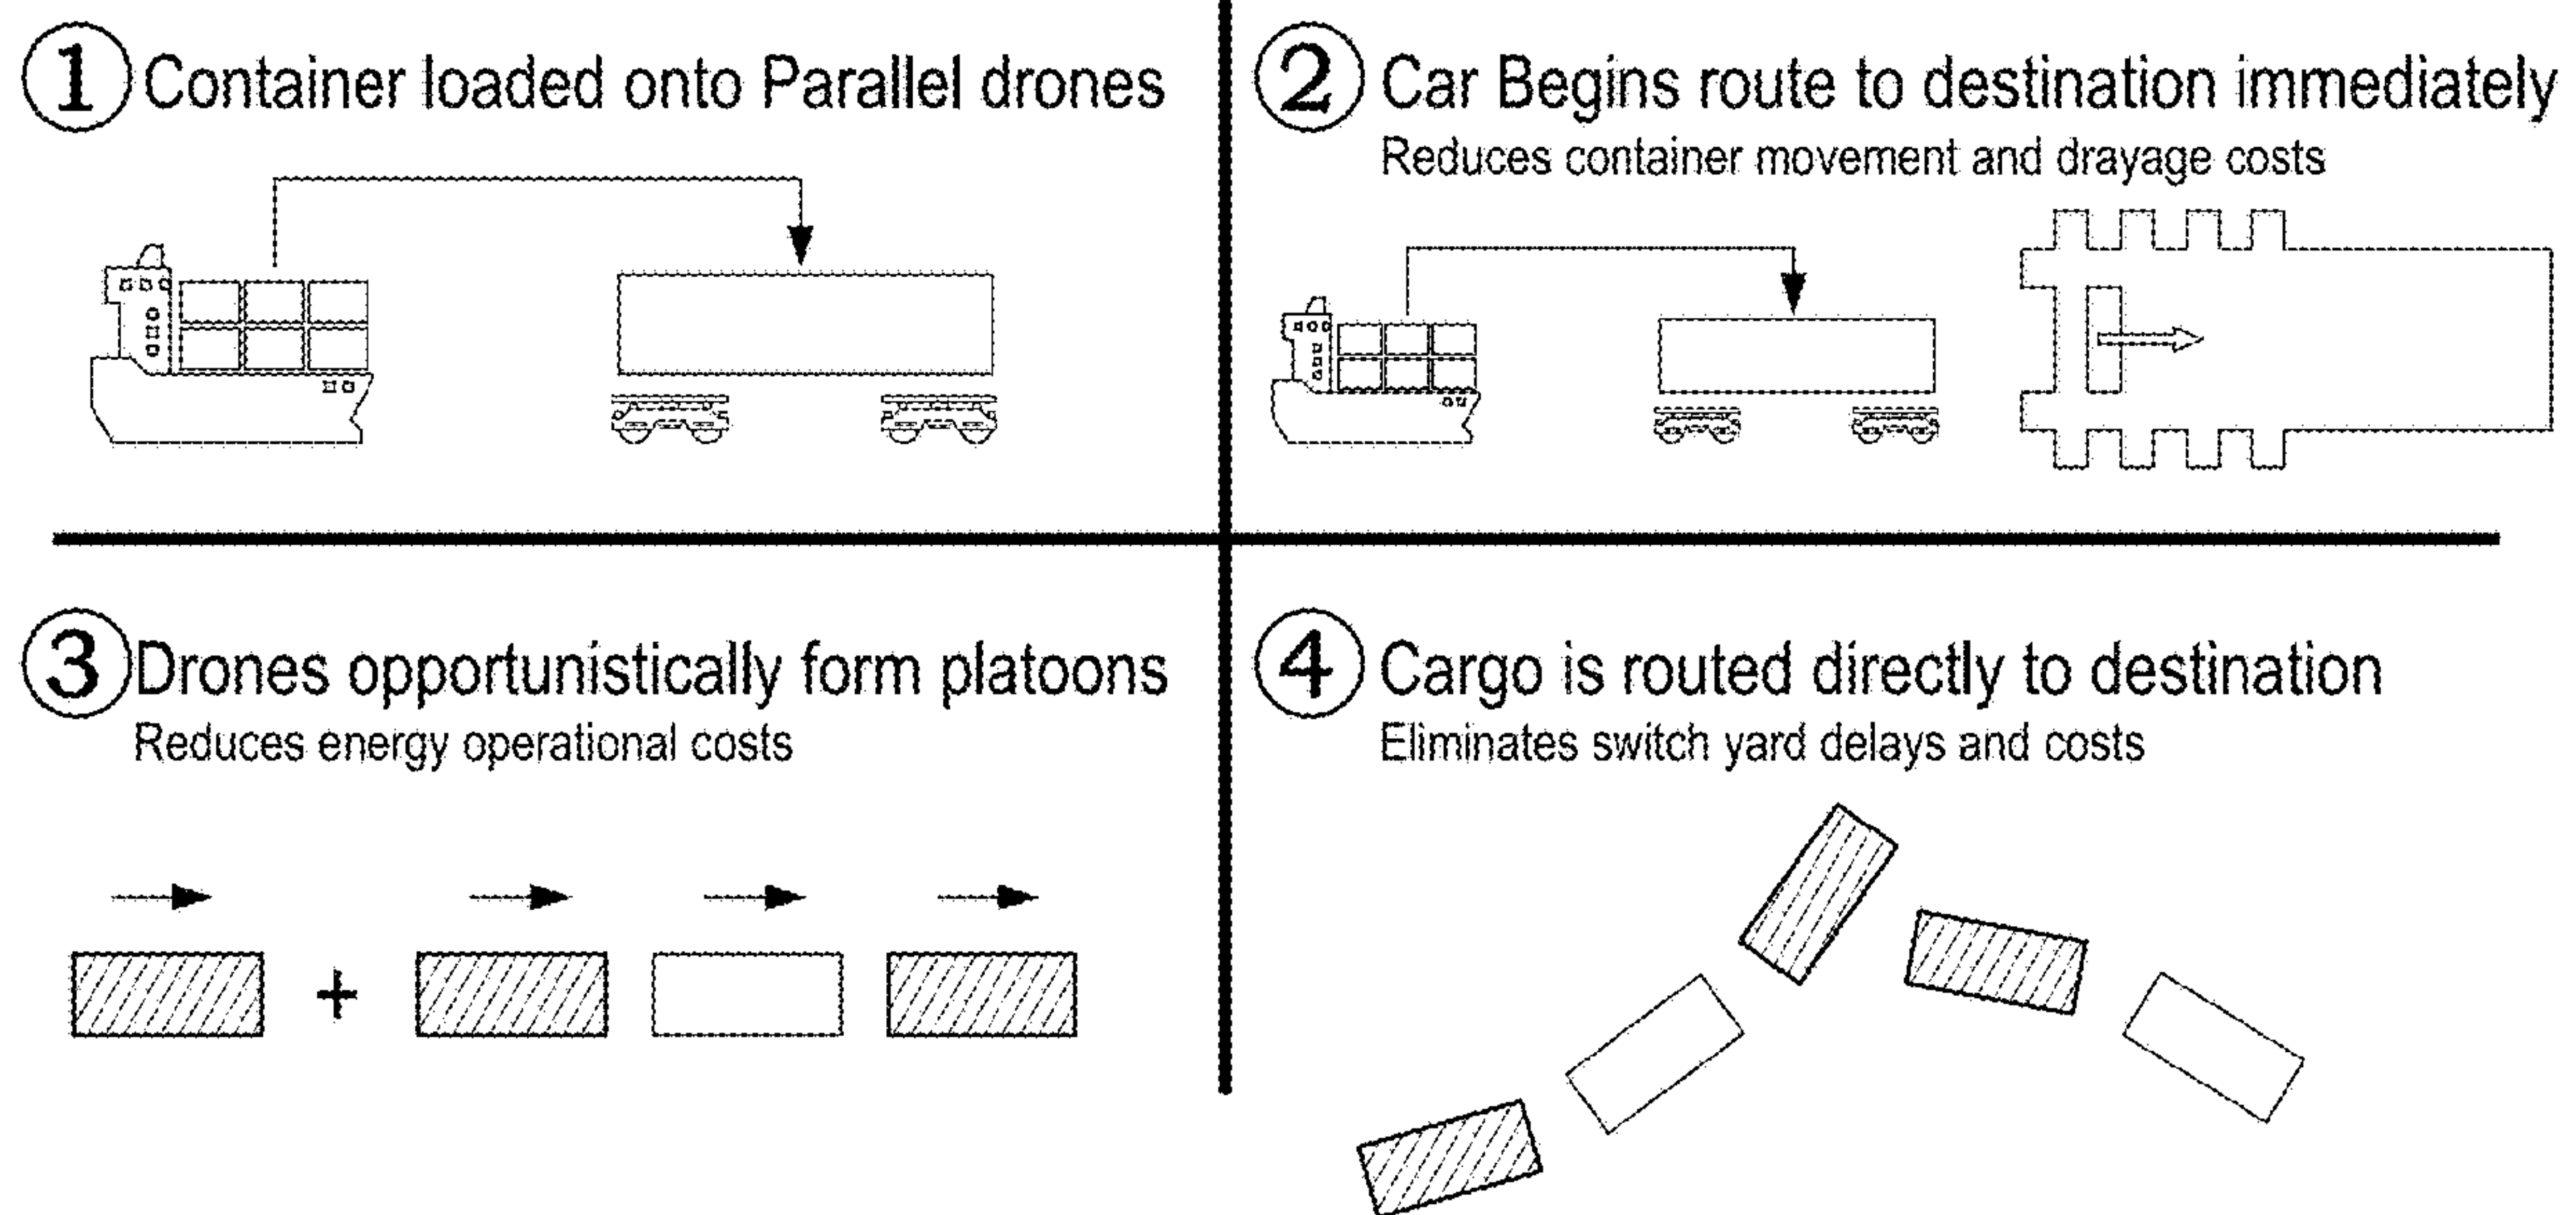 ① Container loaded onto Parallel drones
② Car Begins route to destination immediately
Reduces container movement and drayage costs
③ Drones opportunistically form platoons
Reduces energy operational costs
+
④ Cargo is routed directly to destination
Eliminates switch yard delays and costs